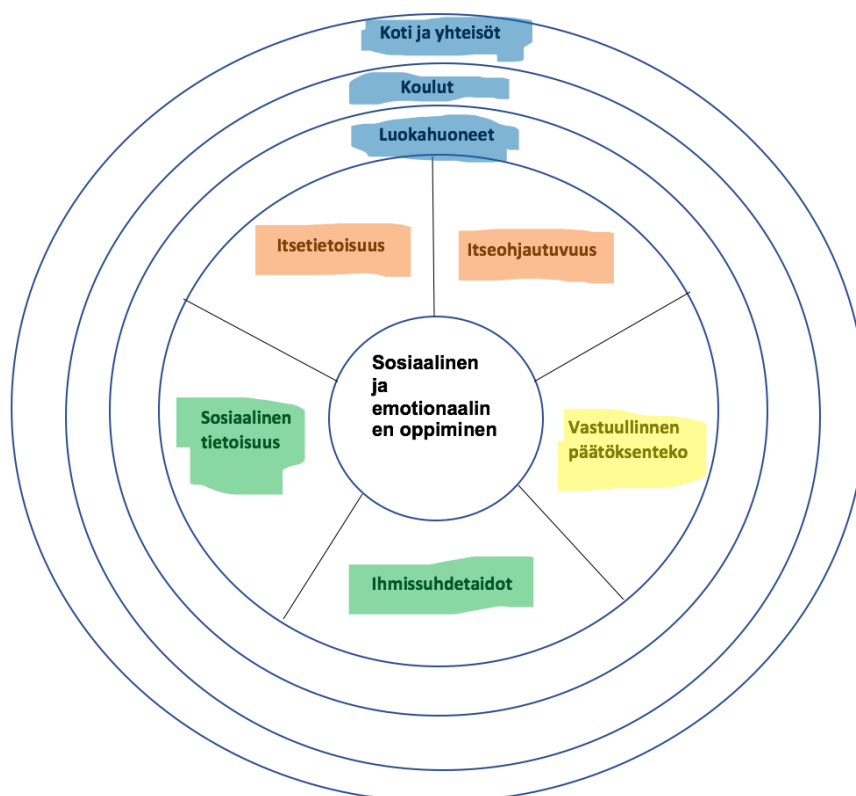 Koti ja yhteisöt
Koulut
Luokahuoneet
Itsetietoisuus
Itseohjautuvuus
Sosiaalinen
ja
emotionaalin
en oppiminen
Sosiaalinen
tietoisuus
Vastuullinnen
päätöksenteko
Ihmissuhdetaidot